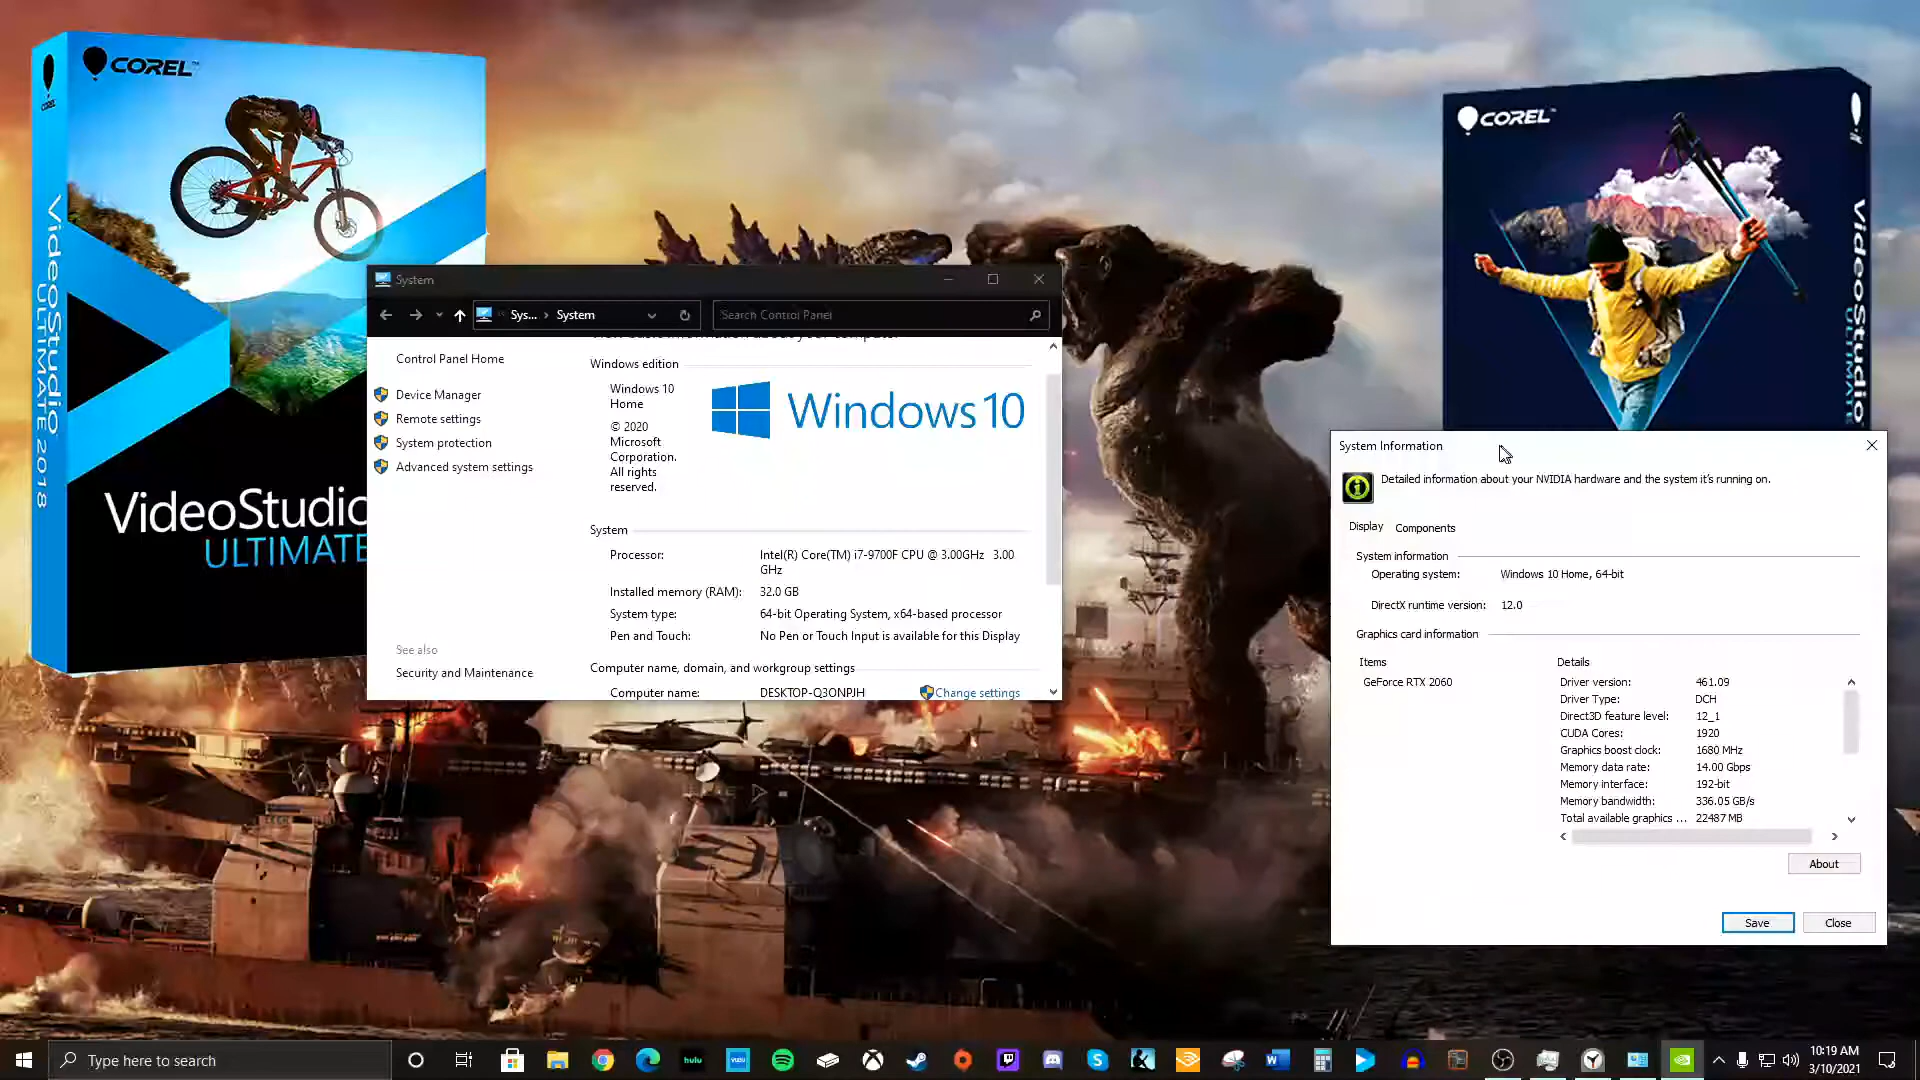 COREL™
COREL
VideoStudio
ULTIMATE 2018
VideoStudio
ULTIMATE
COREL™
VideoStudio
ULTIMATE
System
Sys... › System
Search Control Panel
Control Panel Home
Device Manager
Remote settings
System protection
Advanced system settings
See also
Security and Maintenance
Windows edition
Windows 10
Home
© 2020
Microsoft
Corporation.
All rights
reserved.
Windows 10
System
Processor: Intel(R) Core(TM) i7-9700F CPU @ 3.00GHz 3.00
GHz
Installed memory (RAM): 32.0 GB
System type: 64-bit Operating System, x64-based processor
Pen and Touch: No Pen or Touch Input is available for this Display
Computer name, domain, and workgroup settings
Computer name: DESKTOP-Q3ONPJH Change settings
System Information
Detailed information about your NVIDIA hardware and the system it's running on.
Display Components
System information
Operating system: Windows 10 Home, 64-bit
DirectX runtime version: 12.0
Graphics card information
Items Details
GeForce RTX 2060
Driver version: 461.09
Driver Type: DCH
Direct3D feature level: 12_1
CUDA Cores: 1920
Graphics boost clock: 1680 MHz
Memory data rate: 14.00 Gbps
Memory interface: 192-bit
Memory bandwidth: 336.05 GB/s
Total available graphics ... 22487 MB
About
Save Close
Type here to search
hulu
VUDU
10:19 AM
3/10/2021